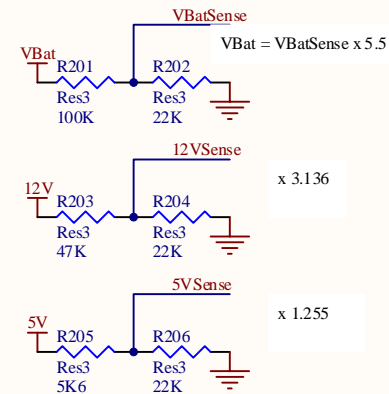 VBatSense
VBat = VBatSense x 5.5
VBat
R201
R202
Res3
Res3
100K
22K
12VSense
x 3.136
12V
R203
R204
Res3
Res3
47K
22K
5VSense
x 1.255
5V
R205
R206
Res3
Res3
5K6
22K